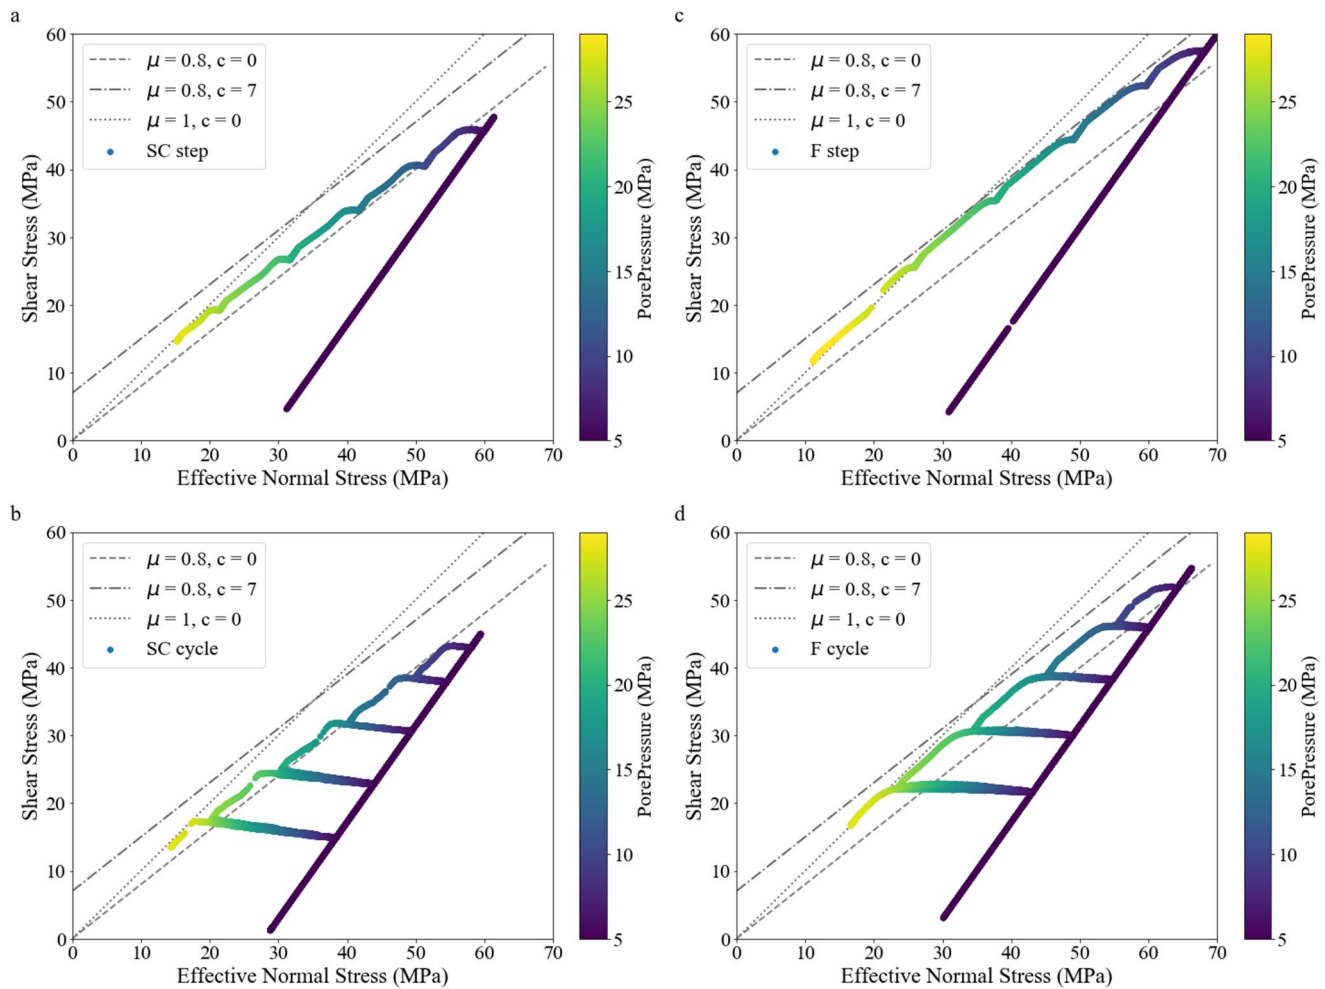 a
60
50
40
30
20
10
0
Shear Stress (MPa)
μ = 0.8, c = 0
μ = 0.8, c = 7
μ = 1, c = 0
SC step
0 10 20 30 40 50 60 70
Effective Normal Stress (MPa)
25
20
15
10
5
PorePressure (MPa)
c
60
50
40
30
20
10
0
Shear Stress (MPa)
μ = 0.8, c = 0
μ = 0.8, c = 7
μ = 1, c = 0
F step
0 10 20 30 40 50 60 70
Effective Normal Stress (MPa)
25
20
15
10
5
PorePressure (MPa)
b
60
50
40
30
20
10
0
Shear Stress (MPa)
μ = 0.8, c = 0
μ = 0.8, c = 7
μ = 1, c = 0
SC cycle
0 10 20 30 40 50 60 70
Effective Normal Stress (MPa)
25
20
15
10
5
PorePressure (MPa)
d
60
50
40
30
20
10
0
Shear Stress (MPa)
μ = 0.8, c = 0
μ = 0.8, c = 7
μ = 1, c = 0
F cycle
0 10 20 30 40 50 60 70
Effective Normal Stress (MPa)
25
20
15
10
5
PorePressure (MPa)